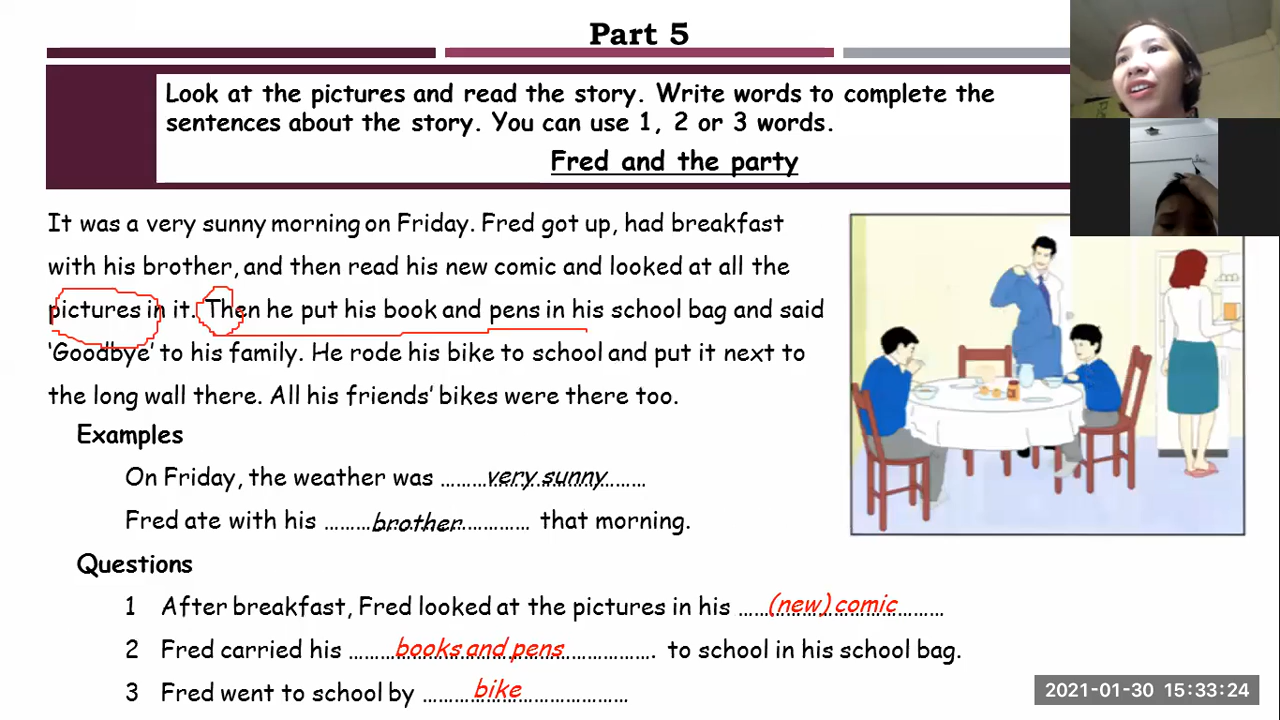 Part 5
Look at the pictures and read the story. Write words to complete the
sentences about the story. You can use 1, 2 or 3 words.
Fred and the party
It was a very sunny morning on Friday. Fred got up, had breakfast
with his brother, and then read his new comic and looked at all the
pictures in it. Then he put his book and pens in his school bag and said
‘Goodbye’ to his family. He rode his bike to school and put it next to
the long wall there. All his friends’ bikes were there too.
Examples
On Friday, the weather was ………very sunny………
Fred ate with his ………brother………… that morning.
Questions
1 After breakfast, Fred looked at the pictures in his ……(new) comic………
2 Fred carried his ………books and pens…………. to school in his school bag.
3 Fred went to school by ………bike……………
2021-01-30 15:33:24